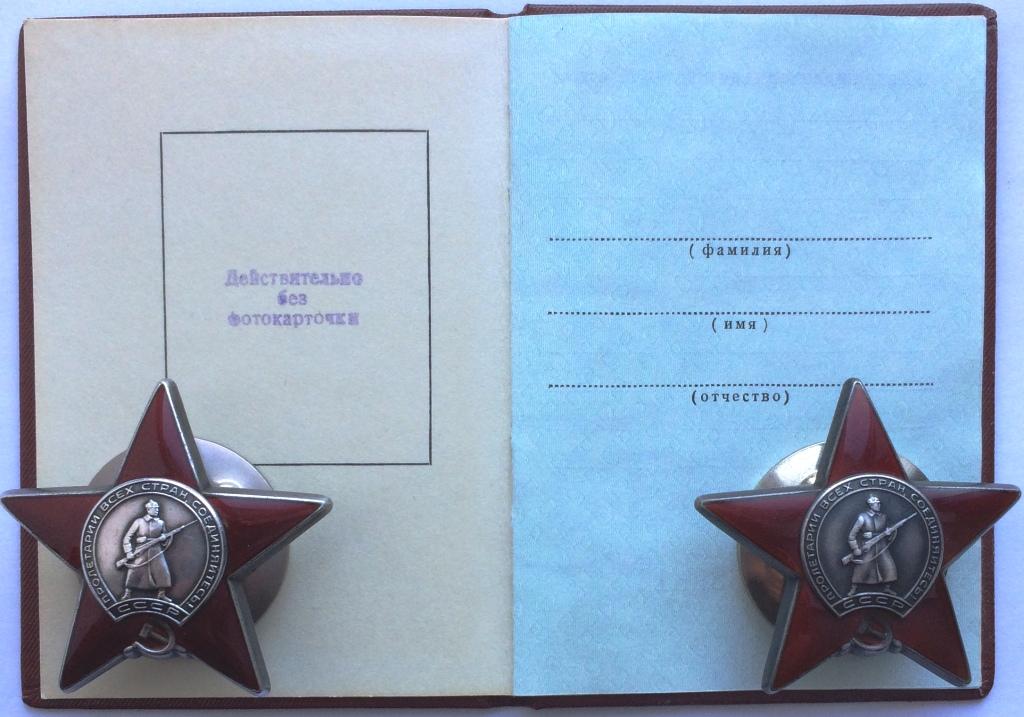 Действительно
без
фотокарточки
(фамилия)
(имя)
(отчество)
ПРОЛЕТАРИИ ВСЕХ СТРАН СОЕДИНЯЙТЕСЬ!
СССР
ПРОЛЕТАРИИ ВСЕХ СТРАН СОЕДИНЯЙТЕСЬ!
СССР